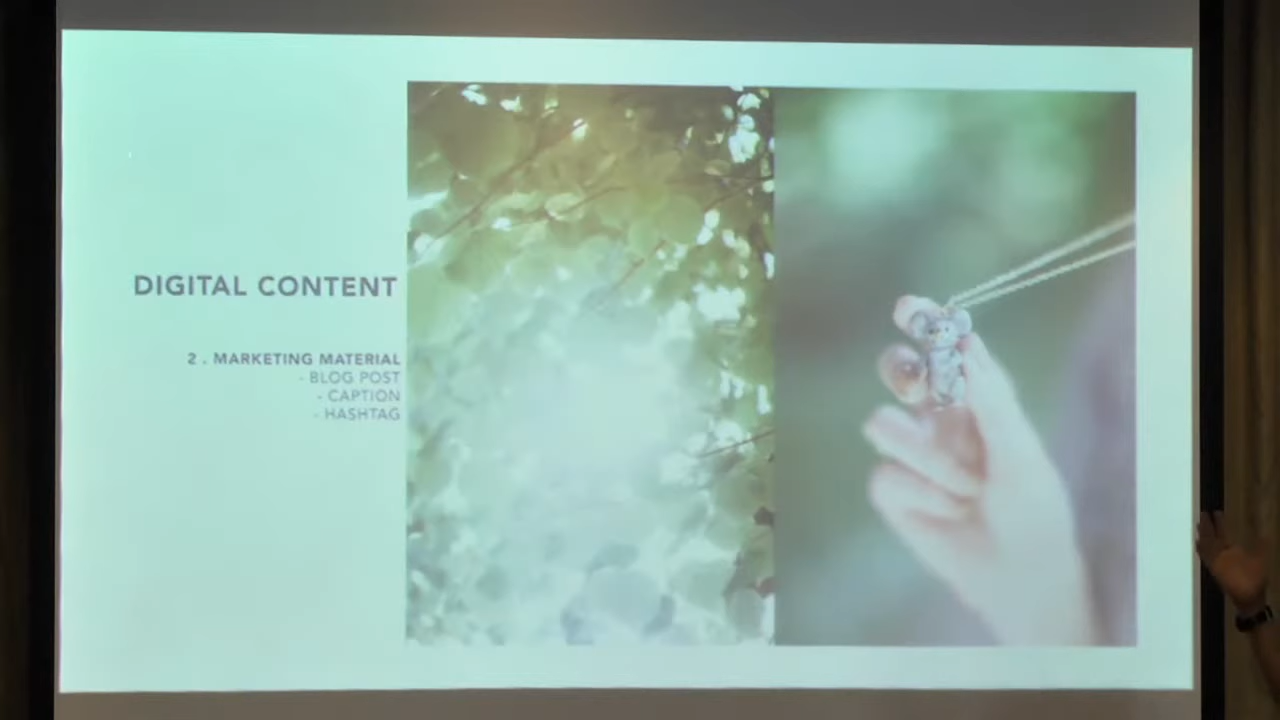 DIGITAL CONTENT
2 . MARKETING MATERIAL
- BLOG POST
- CAPTION
- HASHTAG